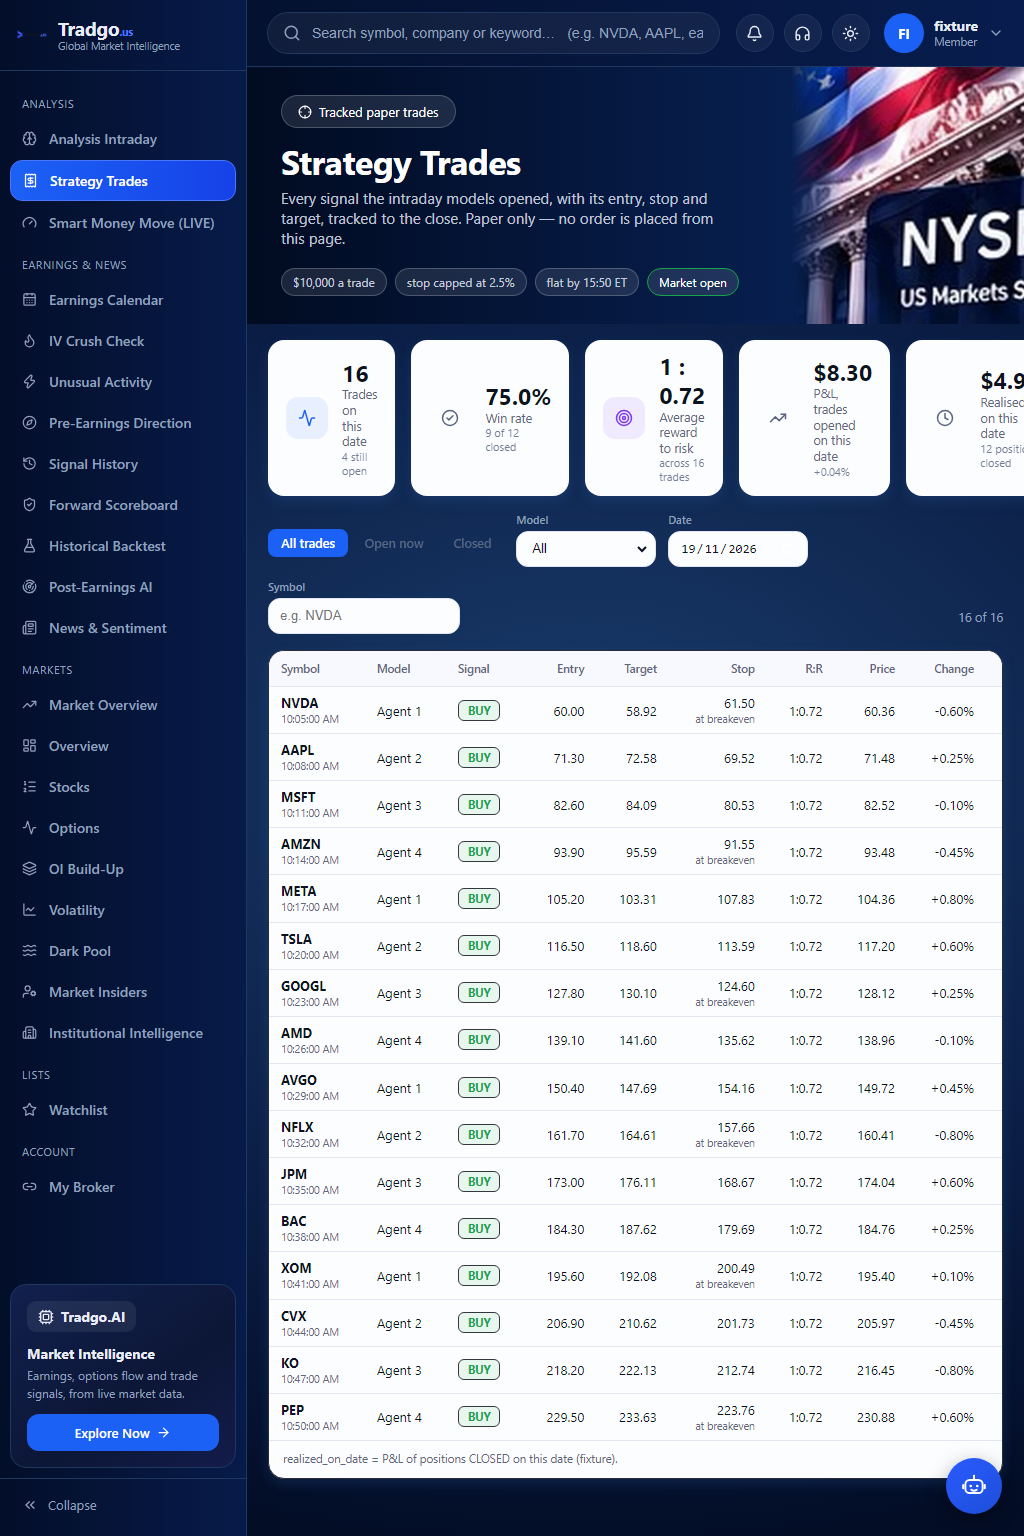 Tradgo.us
Global Market Intelligence
Search symbol, company or keyword... (e.g. NVDA, AAPL, ea
FI
fixture
Member
ANALYSIS
Analysis Intraday
Strategy Trades
Smart Money Move (LIVE)
EARNINGS & NEWS
Earnings Calendar
IV Crush Check
Unusual Activity
Pre-Earnings Direction
Signal History
Forward Scoreboard
Historical Backtest
Post-Earnings AI
News & Sentiment
MARKETS
Market Overview
Overview
Stocks
Options
OI Build-Up
Volatility
Dark Pool
Market Insiders
Institutional Intelligence
LISTS
Watchlist
ACCOUNT
My Broker
Tradgo.AI
Market Intelligence
Earnings, options flow and trade
signals, from live market data.
Explore Now
Collapse
Tracked paper trades
Strategy Trades
Every signal the intraday models opened, with its entry, stop and
target, tracked to the close. Paper only — no order is placed from
this page.
$10,000 a trade
stop capped at 2.5%
flat by 15:50 ET
Market open
NYS
US Markets S
16
Trades
on
this
date
4 still
open
75.0%
Win rate
9 of 12
closed
1 :
0.72
Average
reward
to risk
across 16
trades
$8.30
P&L,
trades
opened
on this
date
+0.04%
$4.9
Realised
on this
date
12 positi
closed
All trades
Open now
Closed
Model
All
Date
19/11/2026
Symbol
e.g. NVDA
16 of 16
Symbol Model Signal Entry Target Stop R:R Price Change
NVDA Agent 1 BUY 60.00 58.92 61.50 1:0.72 60.36 -0.60%
10:05:00 AM at breakeven
AAPL Agent 2 BUY 71.30 72.58 69.52 1:0.72 71.48 +0.25%
10:08:00 AM
MSFT Agent 3 BUY 82.60 84.09 80.53 1:0.72 82.52 -0.10%
10:11:00 AM
AMZN Agent 4 BUY 93.90 95.59 91.55 1:0.72 93.48 -0.45%
10:14:00 AM at breakeven
META Agent 1 BUY 105.20 103.31 107.83 1:0.72 104.36 +0.80%
10:17:00 AM
TSLA Agent 2 BUY 116.50 118.60 113.59 1:0.72 117.20 +0.60%
10:20:00 AM
GOOGL Agent 3 BUY 127.80 130.10 124.60 1:0.72 128.12 +0.25%
10:23:00 AM at breakeven
AMD Agent 4 BUY 139.10 141.60 135.62 1:0.72 138.96 -0.10%
10:26:00 AM
AVGO Agent 1 BUY 150.40 147.69 154.16 1:0.72 149.72 +0.45%
10:29:00 AM
NFLX Agent 2 BUY 161.70 164.61 157.66 1:0.72 160.41 -0.80%
10:32:00 AM at breakeven
JPM Agent 3 BUY 173.00 176.11 168.67 1:0.72 174.04 +0.60%
10:35:00 AM
BAC Agent 4 BUY 184.30 187.62 179.69 1:0.72 184.76 +0.25%
10:38:00 AM
XOM Agent 1 BUY 195.60 192.08 200.49 1:0.72 195.40 +0.10%
10:41:00 AM at breakeven
CVX Agent 2 BUY 206.90 210.62 201.73 1:0.72 205.97 -0.45%
10:44:00 AM
KO Agent 3 BUY 218.20 222.13 212.74 1:0.72 216.45 -0.80%
10:47:00 AM
PEP Agent 4 BUY 229.50 233.63 223.76 1:0.72 230.88 +0.60%
10:50:00 AM at breakeven
realized_on_date = P&L of positions CLOSED on this date (fixture).